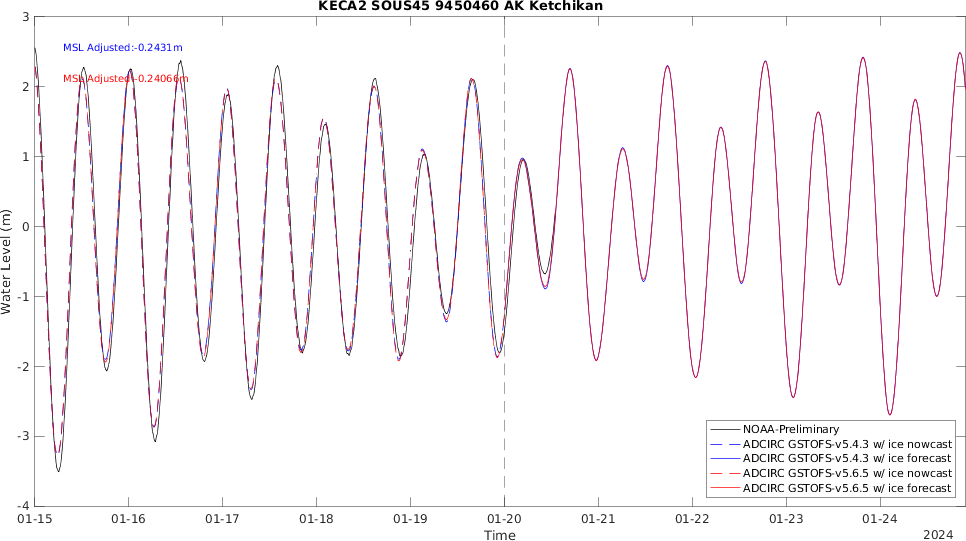 KECA2 SOUS45 9450460 AK Ketchikan
3
MSL Adjusted:-0.2431m
MSL Adjusted:-0.24066m
2
1
0
Water Level (m)
-1
-2
-3
-4
NOAA-Preliminary
ADCIRC GSTOFS-v5.4.3 w/ ice nowcast
ADCIRC GSTOFS-v5.4.3 w/ ice forecast
ADCIRC GSTOFS-v5.6.5 w/ ice nowcast
ADCIRC GSTOFS-v5.6.5 w/ ice forecast
01-15 01-16 01-17 01-18 01-19 01-20 01-21 01-22 01-23 01-24
Time
2024